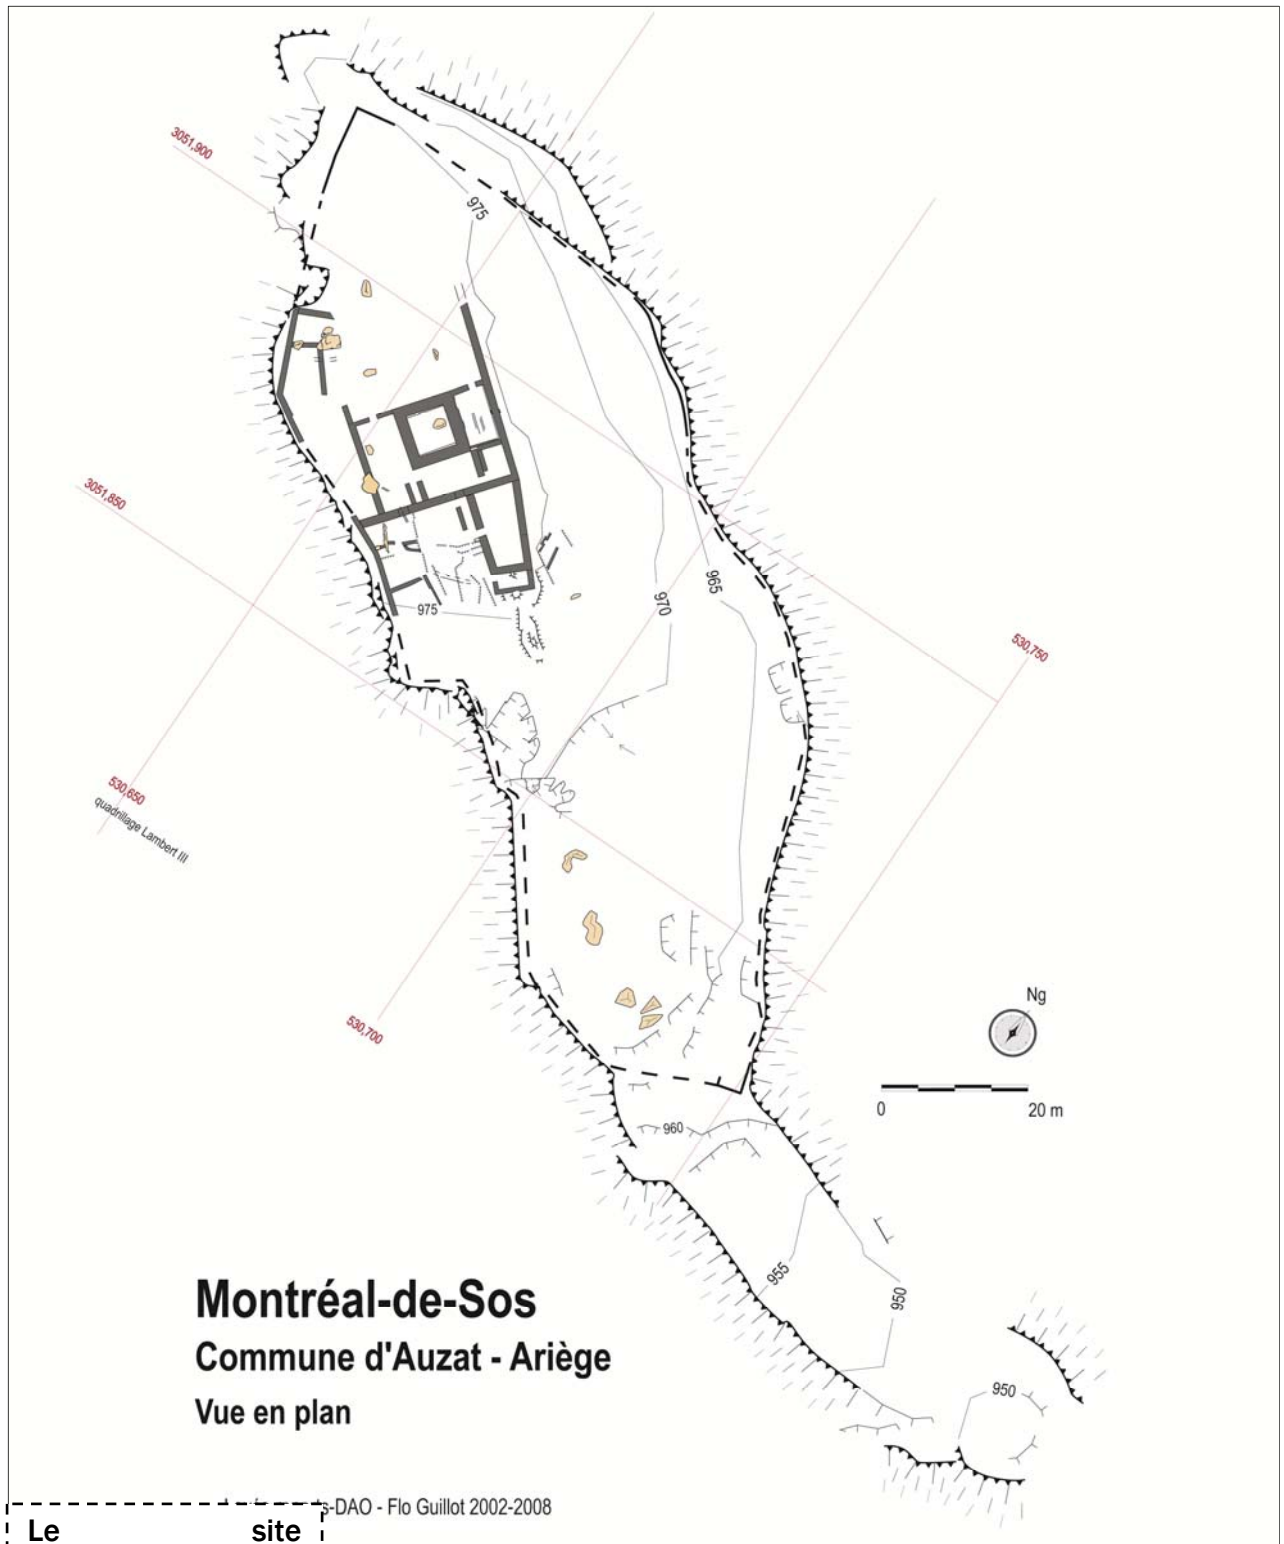 3051,900
975
3051,850
975
970
965
530,750
530,650
quadrillage Lambert III
530,700
Ng
0 20 m
960
955
950
950
Montréal-de-Sos
Commune d'Auzat - Ariège
Vue en plan
-DAO - Flo Guillot 2002-2008
Le site